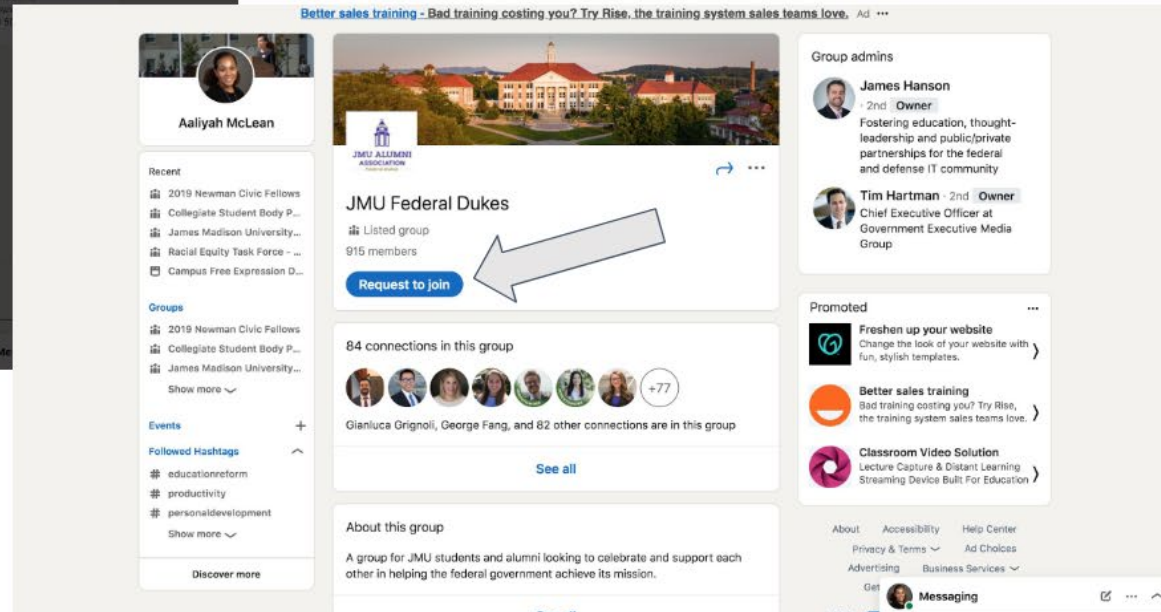 Better sales training - Bad training costing you? Try Rise, the training system sales teams love. Ad •••
Aaliyah McLean
Recent
2019 Newman Civic Fellows
Collegiate Student Body P...
James Madison University...
Racial Equity Task Force - ...
Campus Free Expression D...
Groups
2019 Newman Civic Fellows
Collegiate Student Body P...
James Madison University...
Show more
Events +
Followed Hashtags
# educationreform
# productivity
# personaldevelopment
Show more
Discover more
JMU ALUMNI
ASSOCIATION
JMU Federal Dukes
Listed group
915 members
Request to join
84 connections in this group
+77
Gianluca Grignoli, George Fang, and 82 other connections are in this group
See all
About this group
A group for JMU students and alumni looking to celebrate and support each
other in helping the federal government achieve its mission.
Group admins
James Hanson
· 2nd Owner
Fostering education, thought-
leadership and public/private
partnerships for the federal
and defense IT community
Tim Hartman · 2nd Owner
Chief Executive Officer at
Government Executive Media
Group
Promoted
Freshen up your website
Change the look of your website with
fun, stylish templates.
Better sales training
Bad training costing you? Try Rise,
the training system sales teams love.
Classroom Video Solution
Lecture Capture & Distant Learning
Streaming Device Built For Education
About Accessibility Help Center
Privacy & Terms Ad Choices
Advertising Business Services
Get
Messaging